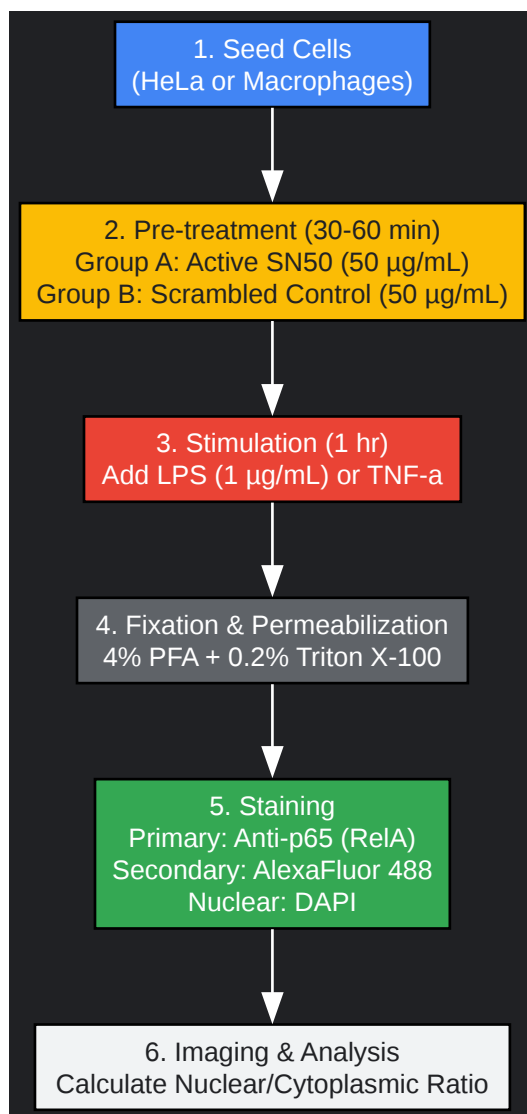 1. Seed Cells
(HeLa or Macrophages)
2. Pre-treatment (30-60 min)
Group A: Active SN50 (50 µg/mL)
Group B: Scrambled Control (50 µg/mL)
3. Stimulation (1 hr)
Add LPS (1 µg/mL) or TNF-a
4. Fixation & Permeabilization
4% PFA + 0.2% Triton X-100
5. Staining
Primary: Anti-p65 (RelA)
Secondary: AlexaFluor 488
Nuclear: DAPI
6. Imaging & Analysis
Calculate Nuclear/Cytoplasmic Ratio